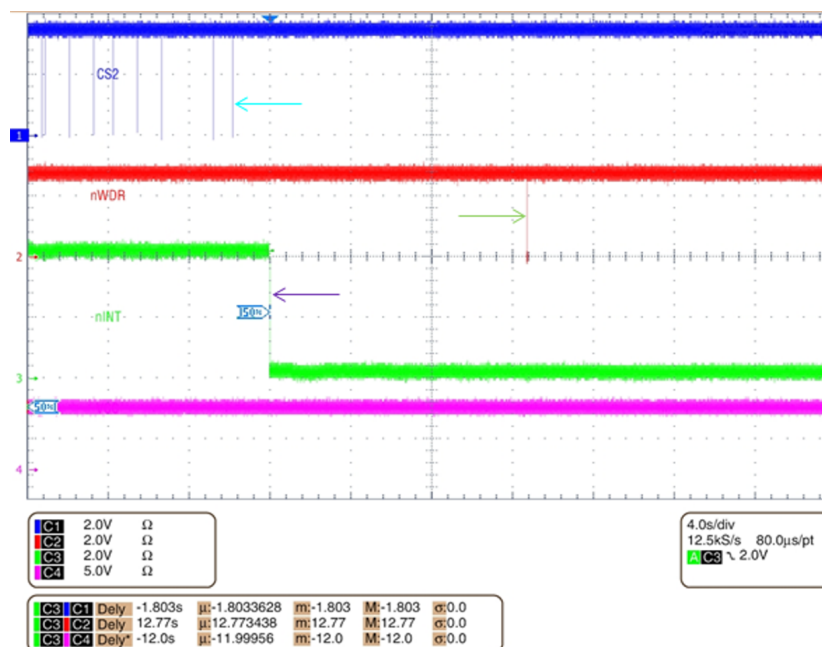 CS2
1
nWDR
2
50%
nINT
3
50%
4
C1 2.0V Ω
C2 2.0V Ω
C3 2.0V Ω
C4 5.0V Ω
4.0s/div
12.5kS/s 80.0µs/pt
A C3 \ 2.0V
C3 C1 Dely -1.803s µ:-1.8033628 m:-1.803 M:-1.803 σ:0.0
C3 C2 Dely 12.77s µ:12.773438 m:12.77 M:12.77 σ:0.0
C3 C4 Dely* -12.0s µ:-11.99956 m:-12.0 M:-12.0 σ:0.0